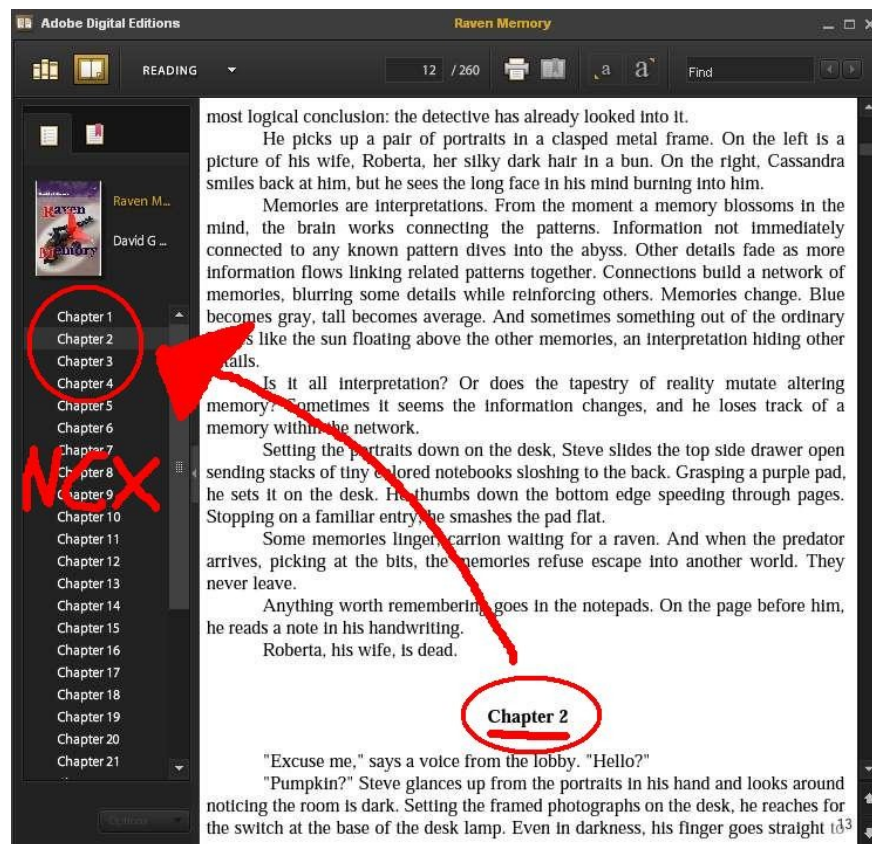 Adobe Digital Editions
Raven Memory
READING
12 / 260
a a
Find
Raven M...
David G ...
Raven
Memory
Chapter 1
Chapter 2
Chapter 3
Chapter 4
Chapter 5
Chapter 6
Chapter 7
Chapter 8
Chapter 9
Chapter 10
Chapter 11
Chapter 12
Chapter 13
Chapter 14
Chapter 15
Chapter 16
Chapter 17
Chapter 18
Chapter 19
Chapter 20
Chapter 21
NCX
Options
most logical conclusion: the detective has already looked into it.
He picks up a pair of portraits in a clasped metal frame. On the left is a
picture of his wife, Roberta, her silky dark hair in a bun. On the right, Cassandra
smiles back at him, but he sees the long face in his mind burning into him.
Memories are interpretations. From the moment a memory blossoms in the
mind, the brain works connecting the patterns. Information not immediately
connected to any known pattern dives into the abyss. Other details fade as more
information flows linking related patterns together. Connections build a network of
memories, blurring some details while reinforcing others. Memories change. Blue
becomes gray, tall becomes average. And sometimes something out of the ordinary
like the sun floating above the other memories, an interpretation hiding other
details.
Is it all interpretation? Or does the tapestry of reality mutate altering
memory? Sometimes it seems the information changes, and he loses track of a
memory within the network.
Setting the portraits down on the desk, Steve slides the top side drawer open
sending stacks of tiny colored notebooks sloshing to the back. Grasping a purple pad,
he sets it on the desk. He thumbs down the bottom edge speeding through pages.
Stopping on a familiar entry, he smashes the pad flat.
Some memories linger, carrion waiting for a raven. And when the predator
arrives, picking at the bits, the memories refuse escape into another world. They
never leave.
Anything worth remembering goes in the notepads. On the page before him,
he reads a note in his handwriting.
Roberta, his wife, is dead.
Chapter 2
"Excuse me," says a voice from the lobby. "Hello?"
"Pumpkin?" Steve glances up from the portraits in his hand and looks around
noticing the room is dark. Setting the framed photographs on the desk, he reaches for
the switch at the base of the desk lamp. Even in darkness, his finger goes straight to
13